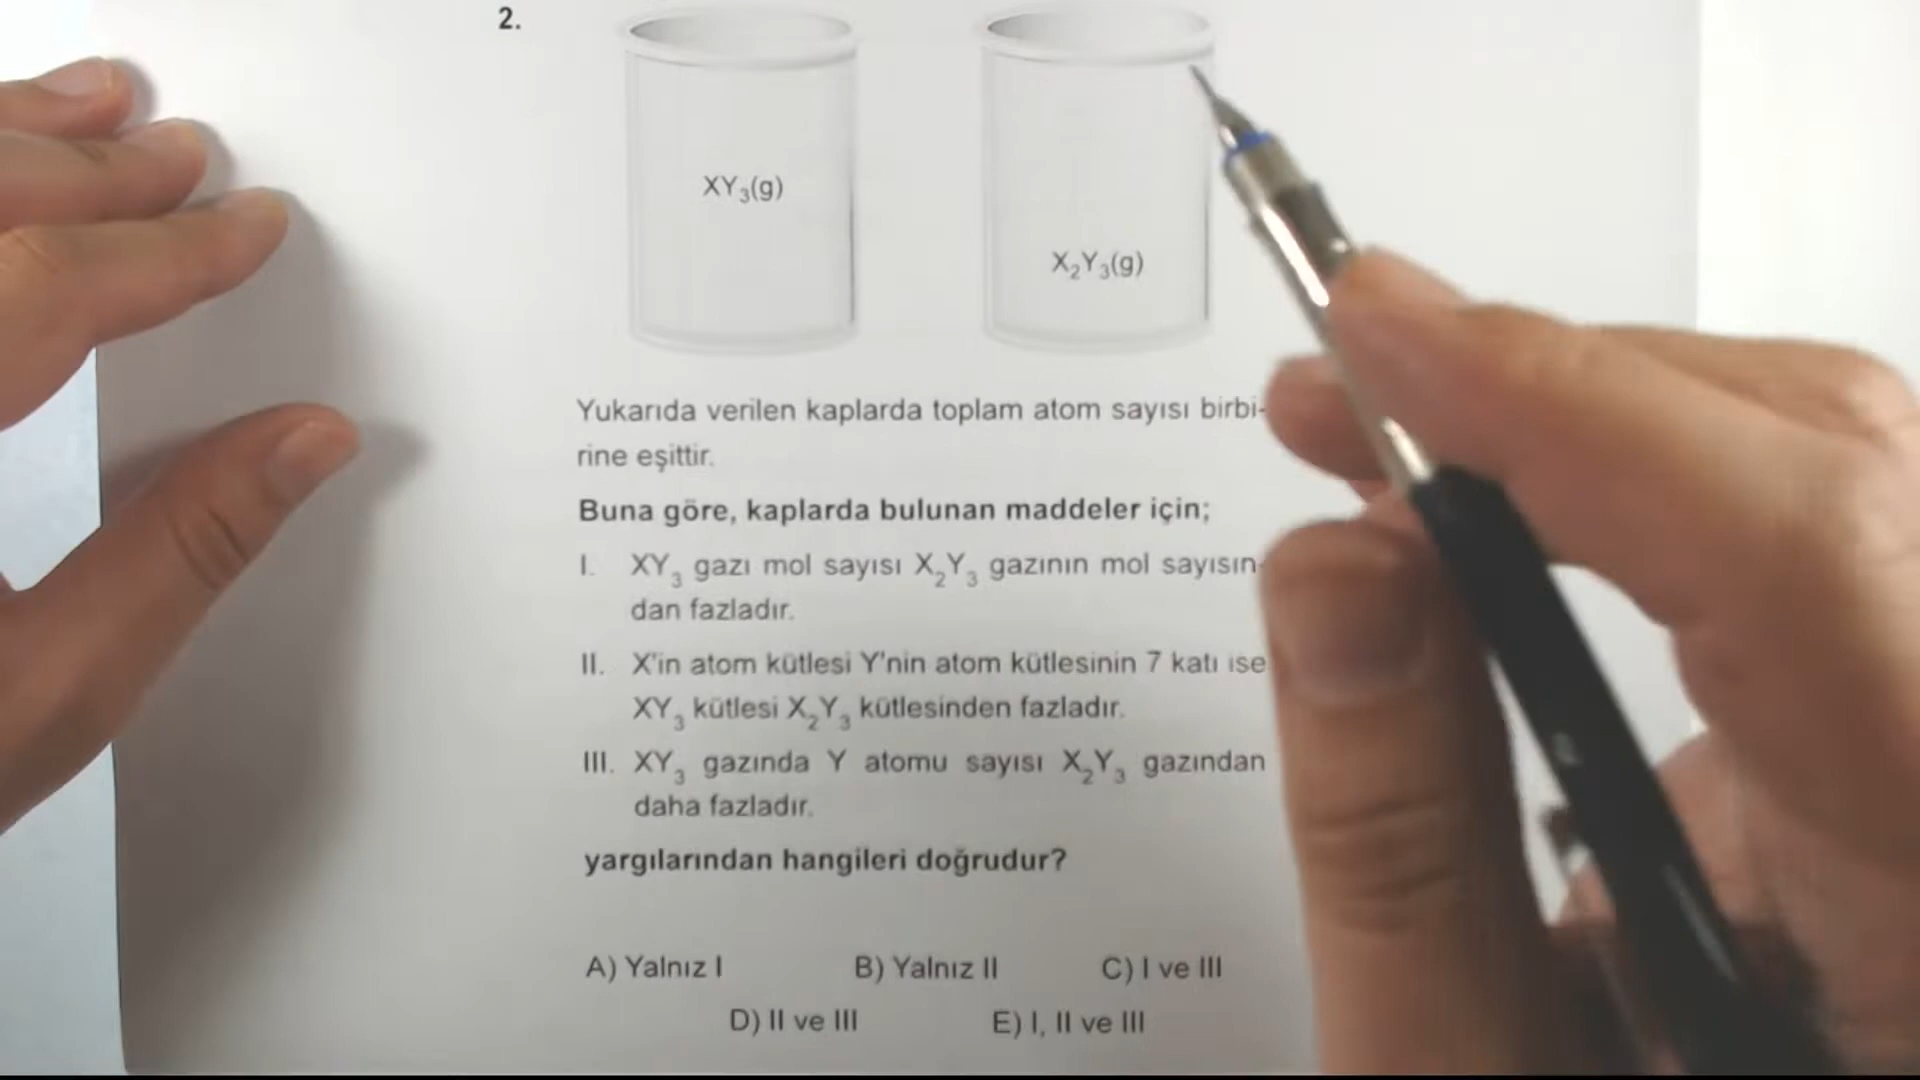 2.
XY₃(g)
X₂Y₃(g)
Yukarıda verilen kaplarda toplam atom sayısı birbi-
rine eşittir.
Buna göre, kaplarda bulunan maddeler için;
I. XY₃ gazı mol sayısı X₂Y₃ gazının mol sayısın-
dan fazladır.
II. X'in atom kütlesi Y'nin atom kütlesinin 7 katı ise
XY₃ kütlesi X₂Y₃ kütlesinden fazladır.
III. XY₃ gazında Y atomu sayısı X₂Y₃ gazından
daha fazladır.
yargılarından hangileri doğrudur?
A) Yalnız I B) Yalnız II C) I ve III
D) II ve III E) I, II ve III